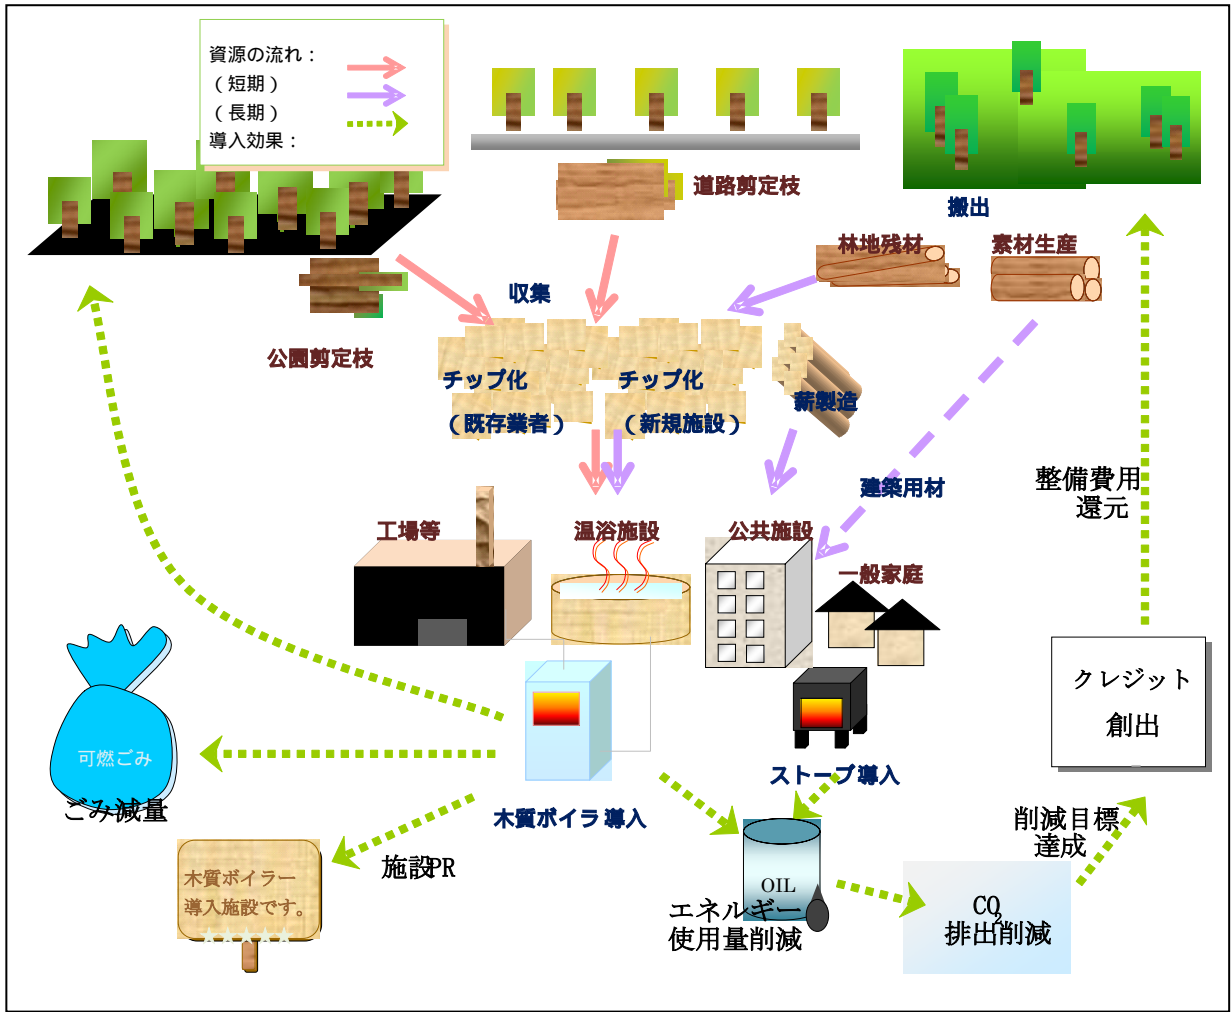 資源の流れ：
（短期）
（長期）
導入効果：
道路剪定枝
搬出
林地残材
素材生産
収集
公園剪定枝
チップ化
（既存業者）
チップ化
（新規施設）
薪製造
建築用材
整備費用
還元
工場等
温浴施設
公共施設
一般家庭
クレジット
創出
可燃ごみ
ごみ減量
ストーブ導入
木質ボイラ導入
削減目標
達成
施設PR
木質ボイラー
導入施設です。
OIL
エネルギー
使用量削減
CO2
排出削減